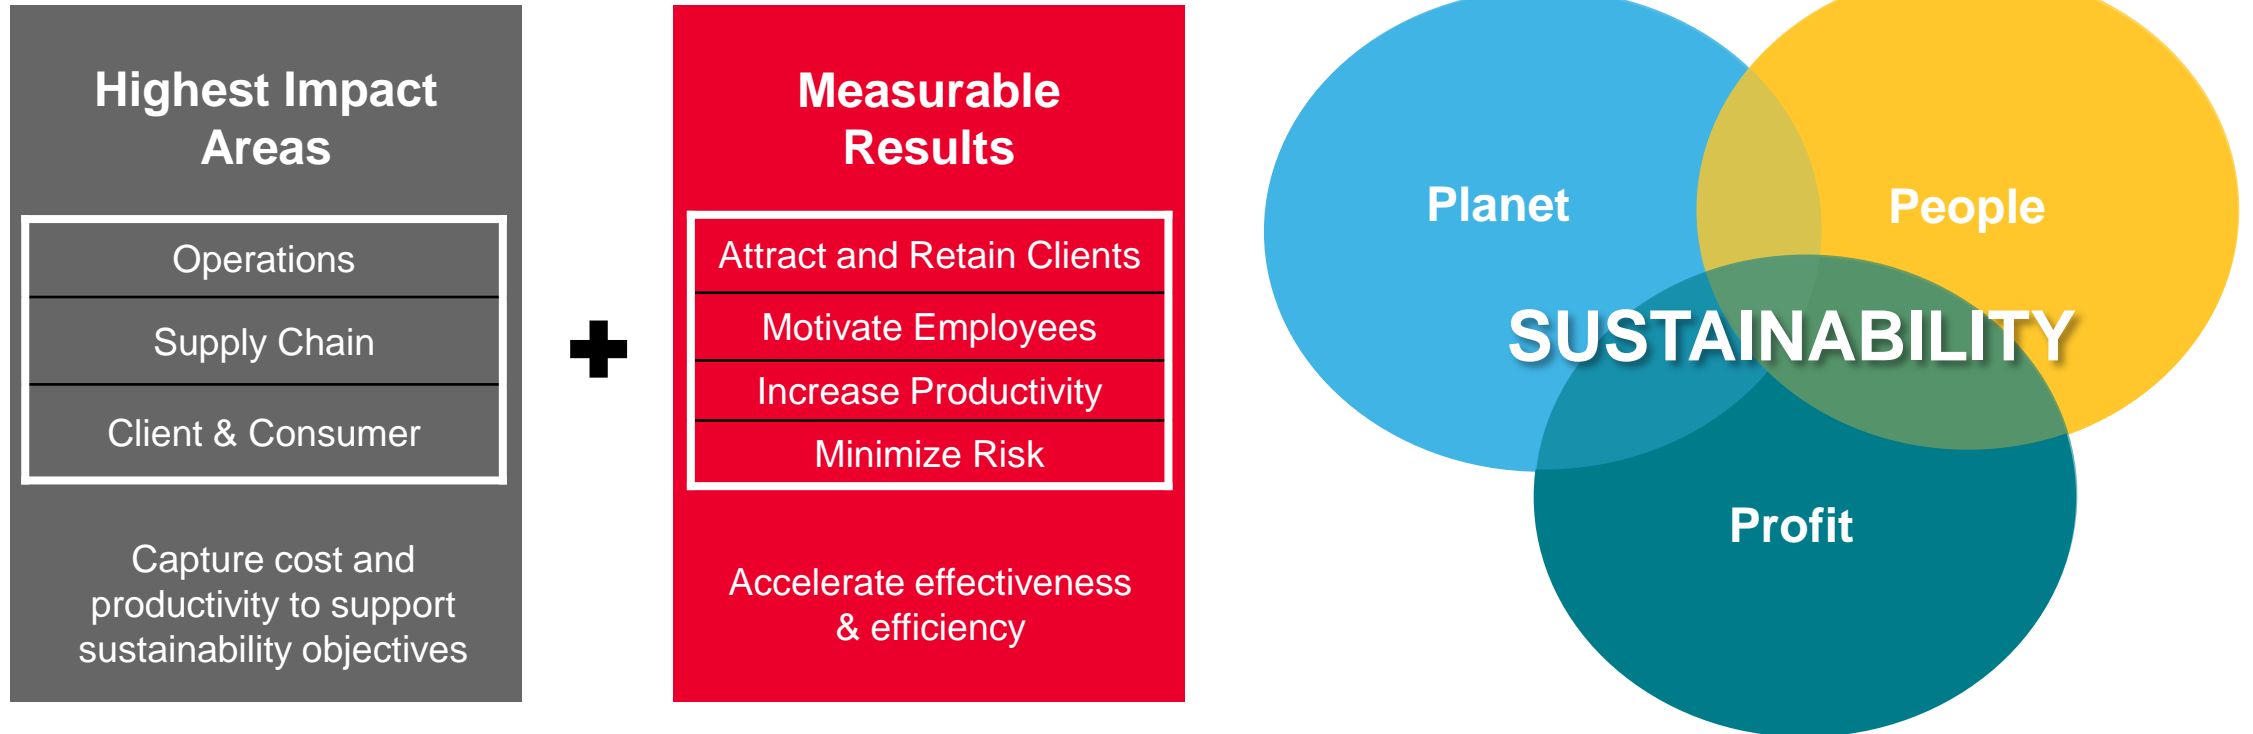 Highest Impact
Areas
Operations
Supply Chain
Client & Consumer
Capture cost and
productivity to support
sustainability objectives
Measurable
Results
Attract and Retain Clients
Motivate Employees
Increase Productivity
Minimize Risk
Accelerate effectiveness
& efficiency
Planet
People
SUSTAINABILITY
Profit